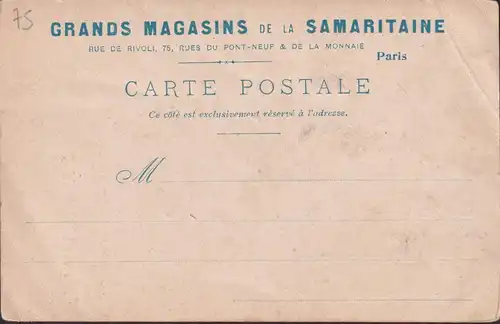 75
GRANDS MAGASINS DE LA SAMARITAINE
RUE DE RIVOLI, 75, RUES DU PONT-NEUF & DE LA MONNAIE
Paris
CARTE POSTALE
Ce côté est exclusivement réservé à l'adresse.
M